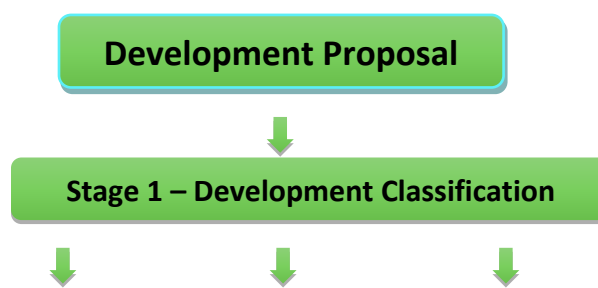 Development Proposal
Stage 1 – Development Classification